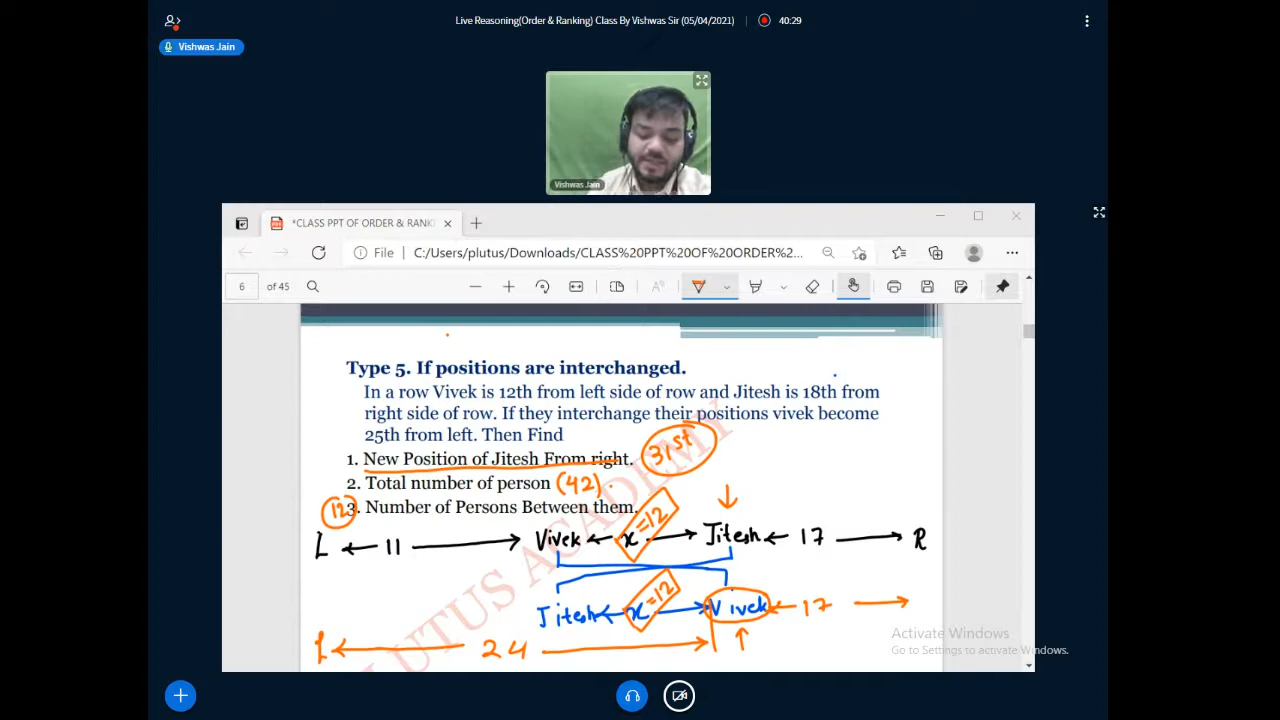 Live Reasoning(Order & Ranking) Class By Vishwas Sir (05/04/2021)
40:29
Vishwas Jain
Vishwas Jain
*CLASS PPT OF ORDER & RANKI
File
C:/Users/plutus/Downloads/CLASS%20PPT%20OF%20ORDER%2...
6 of 45
Type 5. If positions are interchanged.
In a row Vivek is 12th from left side of row and Jitesh is 18th from
right side of row. If they interchange their positions vivek become
25th from left. Then Find
1. New Position of Jitesh From right. 31st
2. Total number of person (42)
12 3. Number of Persons Between them.
L 11 Vivek x=12 Jitesh 17 R
Jitesh x=12 Vivek 17
L 24
PLUTUS ACADEMY
Activate Windows
Go to Settings to activate Windows.